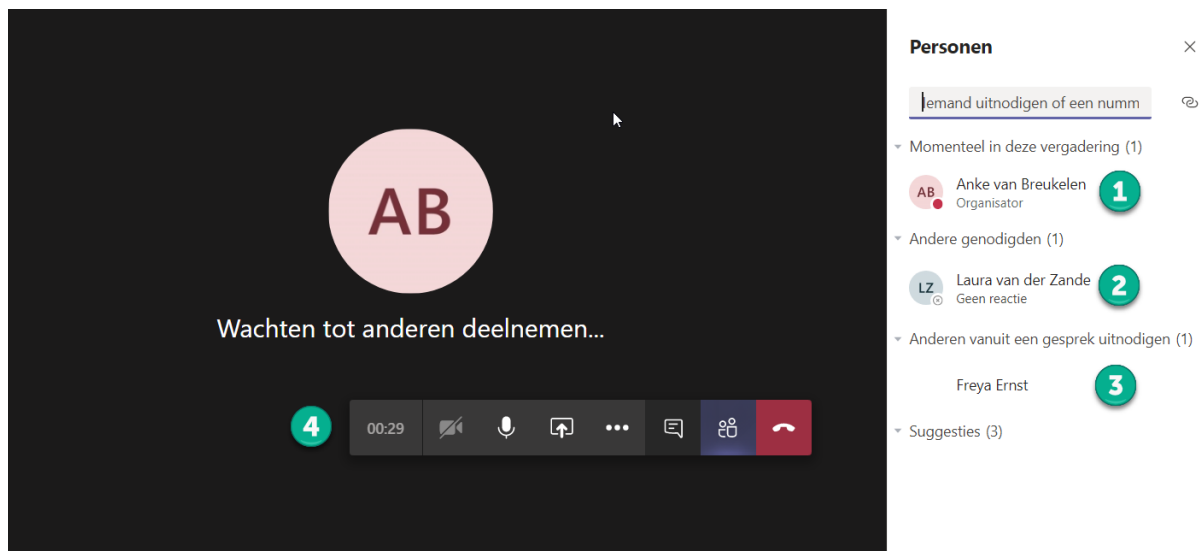 AB
Wachten tot anderen deelnemen...
4
00:29
Personen
Iemand uitnodigen of een numm
Momenteel in deze vergadering (1)
AB
Anke van Breukelen
Organisator
1
Andere genodigden (1)
LZ
Laura van der Zande
Geen reactie
2
Anderen vanuit een gesprek uitnodigen (1)
Freya Ernst
3
Suggesties (3)